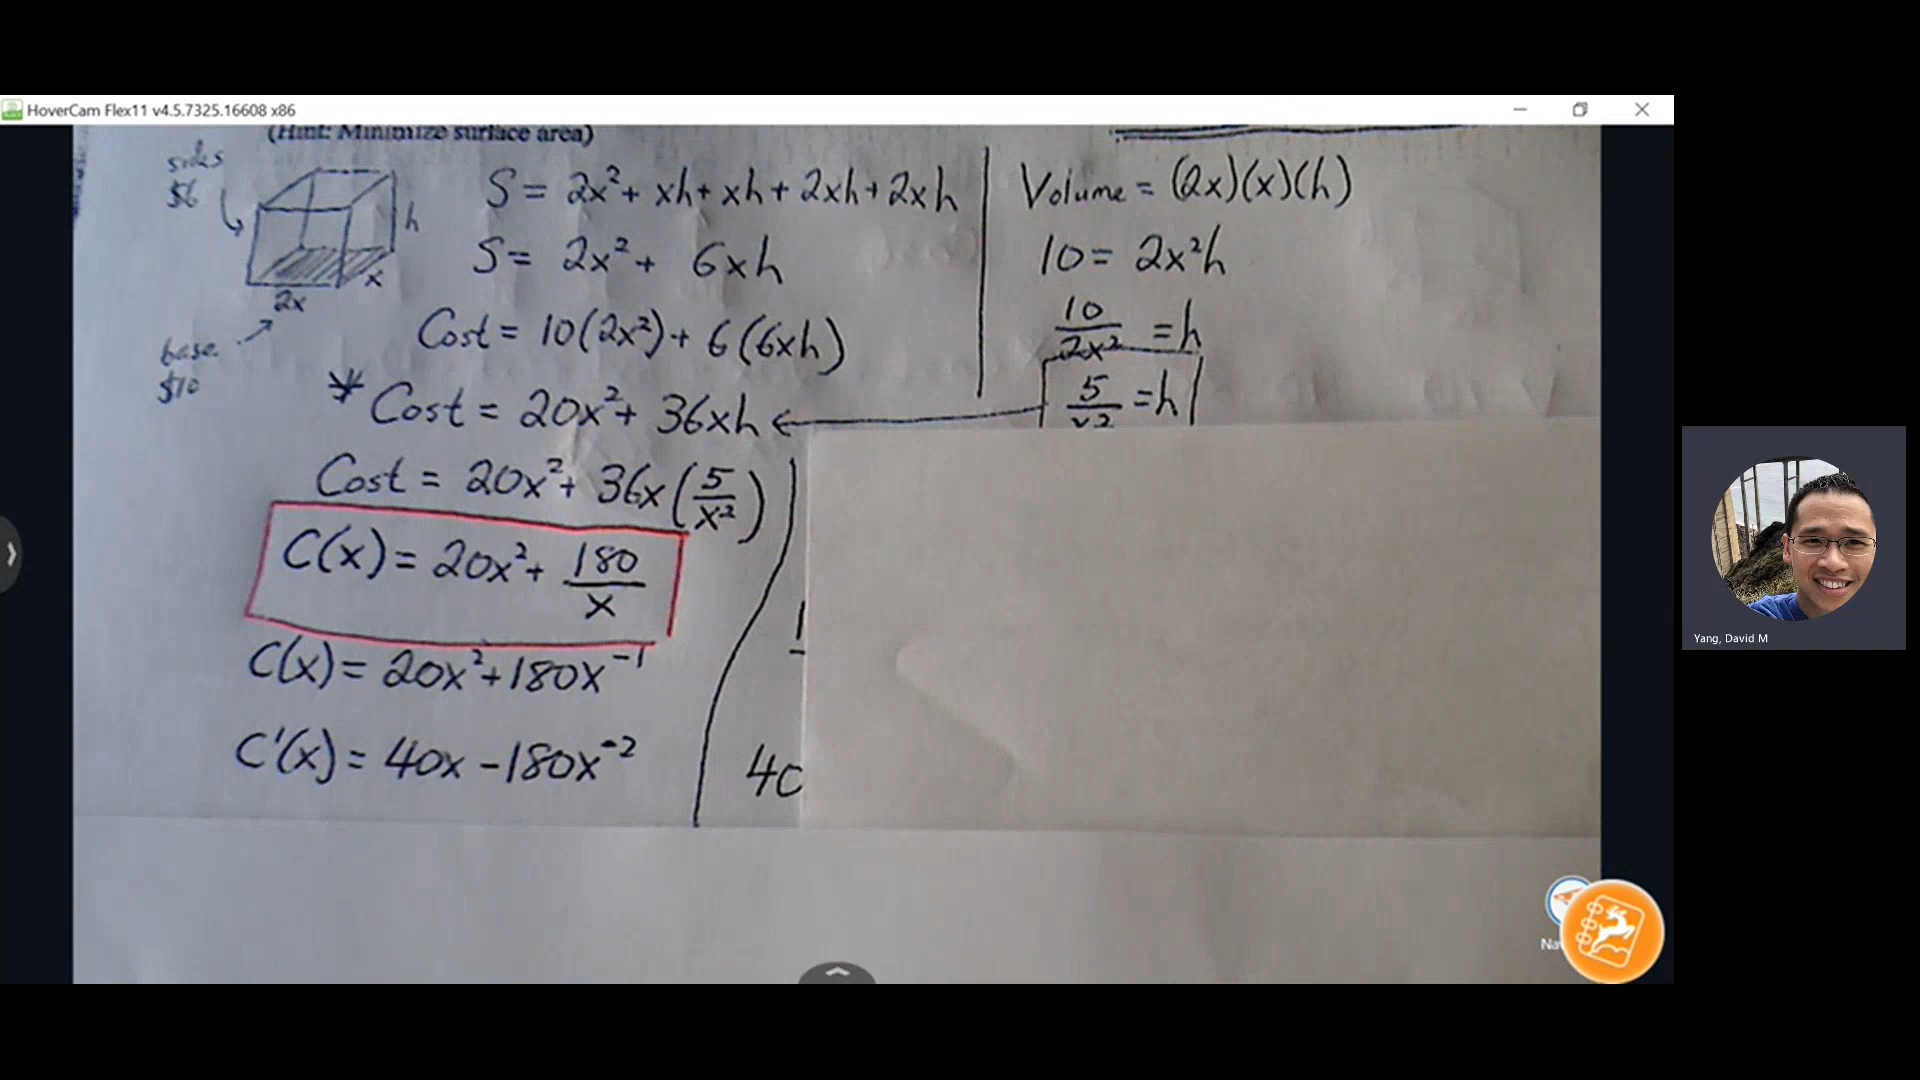 HoverCam Flex11 v4.5.7325.16608 x86
(Hint: Minimize surface area)
sides
$6
h
x
2x
base
$10
S = 2x² + xh + xh + 2xh + 2xh
S = 2x² + 6xh
Cost = 10(2x²) + 6(6xh)
* Cost = 20x² + 36xh ←
Cost = 20x² + 36x(5/x²)
C(x) = 20x² + 180/x
C(x) = 20x² + 180x⁻¹
C'(x) = 40x - 180x⁻²
Volume = (2x)(x)(h)
10 = 2x²h
10/2x² = h
5/x² = h
40
Yang, David M